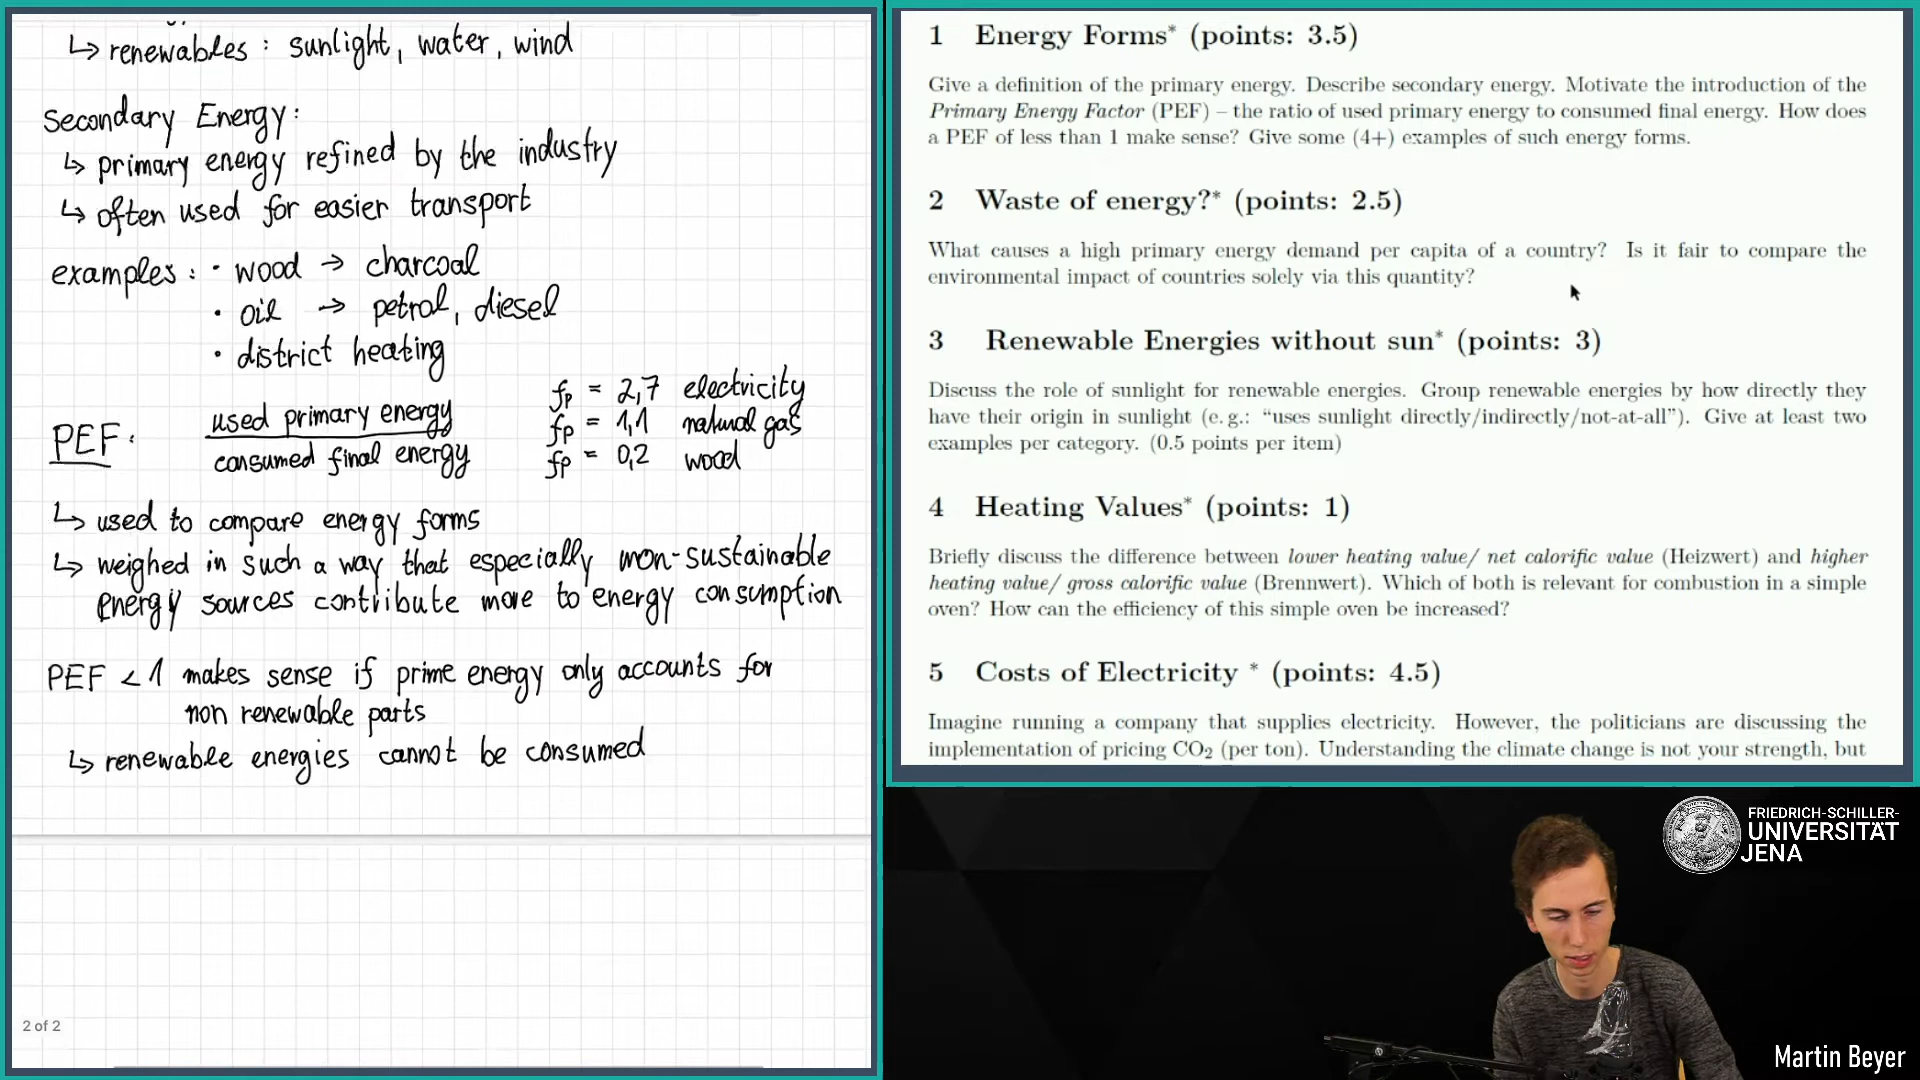 ↳ renewables : sunlight, water, wind
Secondary Energy:
↳ primary energy refined by the industry
↳ often used for easier transport
examples : · wood → charcoal
· oil → petrol, diesel
· district heating
PEF: used primary energy
consumed final energy
fp = 2,7 electricity
fp = 1,1 natural gas
fp = 0,2 wood
↳ used to compare energy forms
↳ weighed in such a way that especially non-sustainable
energy sources contribute more to energy consumption
PEF < 1 makes sense if prime energy only accounts for
non renewable parts
↳ renewable energies cannot be consumed
2 of 2
1 Energy Forms* (points: 3.5)
Give a definition of the primary energy. Describe secondary energy. Motivate the introduction of the
Primary Energy Factor (PEF) – the ratio of used primary energy to consumed final energy. How does
a PEF of less than 1 make sense? Give some (4+) examples of such energy forms.
2 Waste of energy?* (points: 2.5)
What causes a high primary energy demand per capita of a country? Is it fair to compare the
environmental impact of countries solely via this quantity?
3 Renewable Energies without sun* (points: 3)
Discuss the role of sunlight for renewable energies. Group renewable energies by how directly they
have their origin in sunlight (e. g.: “uses sunlight directly/indirectly/not-at-all”). Give at least two
examples per category. (0.5 points per item)
4 Heating Values* (points: 1)
Briefly discuss the difference between lower heating value/ net calorific value (Heizwert) and higher
heating value/ gross calorific value (Brennwert). Which of both is relevant for combustion in a simple
oven? How can the efficiency of this simple oven be increased?
5 Costs of Electricity * (points: 4.5)
Imagine running a company that supplies electricity. However, the politicians are discussing the
implementation of pricing CO₂ (per ton). Understanding the climate change is not your strength, but
FRIEDRICH-SCHILLER-
UNIVERSITÄT
JENA
Martin Beyer